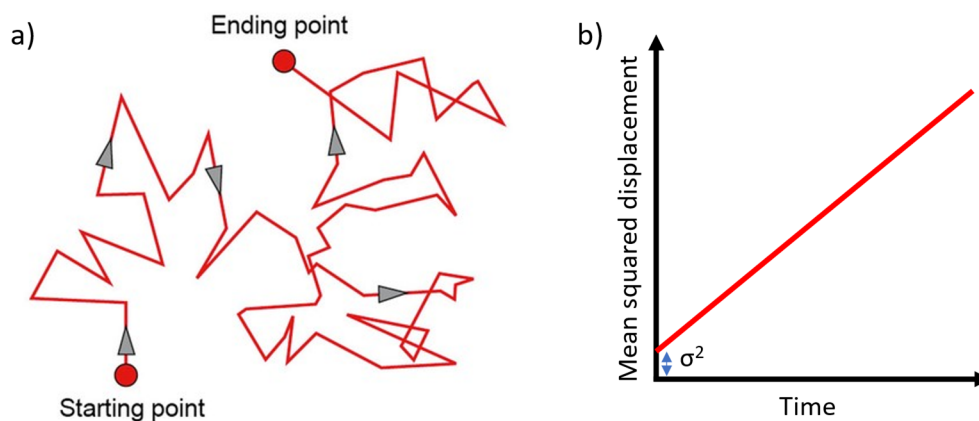 a)
Ending point
Starting point
b)
Mean squared displacement
σ²
Time